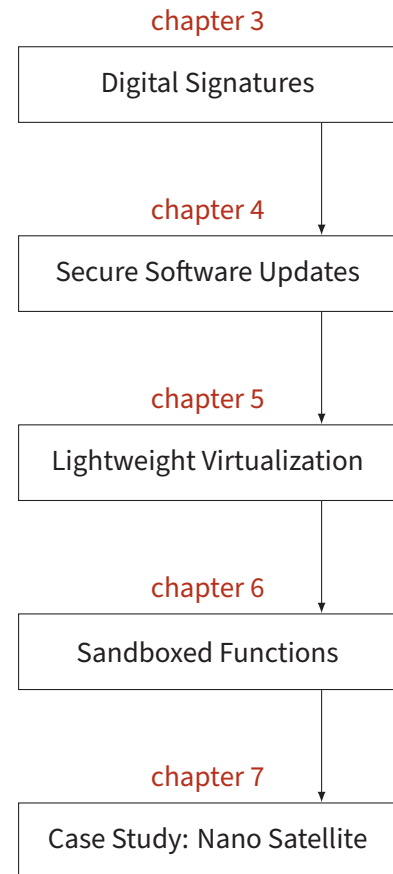 chapter 3
Digital Signatures
chapter 4
Secure Software Updates
chapter 5
Lightweight Virtualization
chapter 6
Sandboxed Functions
chapter 7
Case Study: Nano Satellite